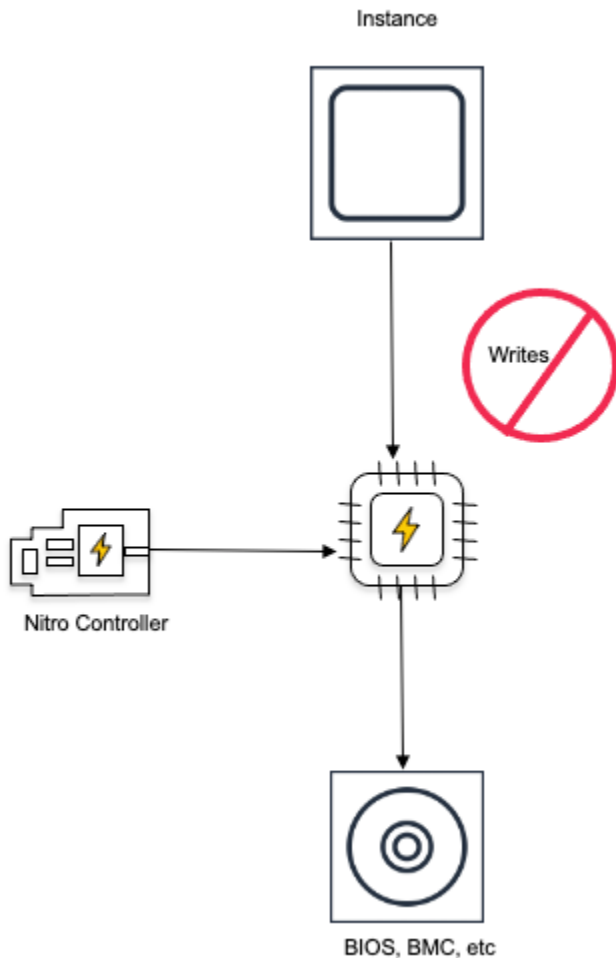 Instance
Writes
Nitro Controller
BIOS, BMC, etc